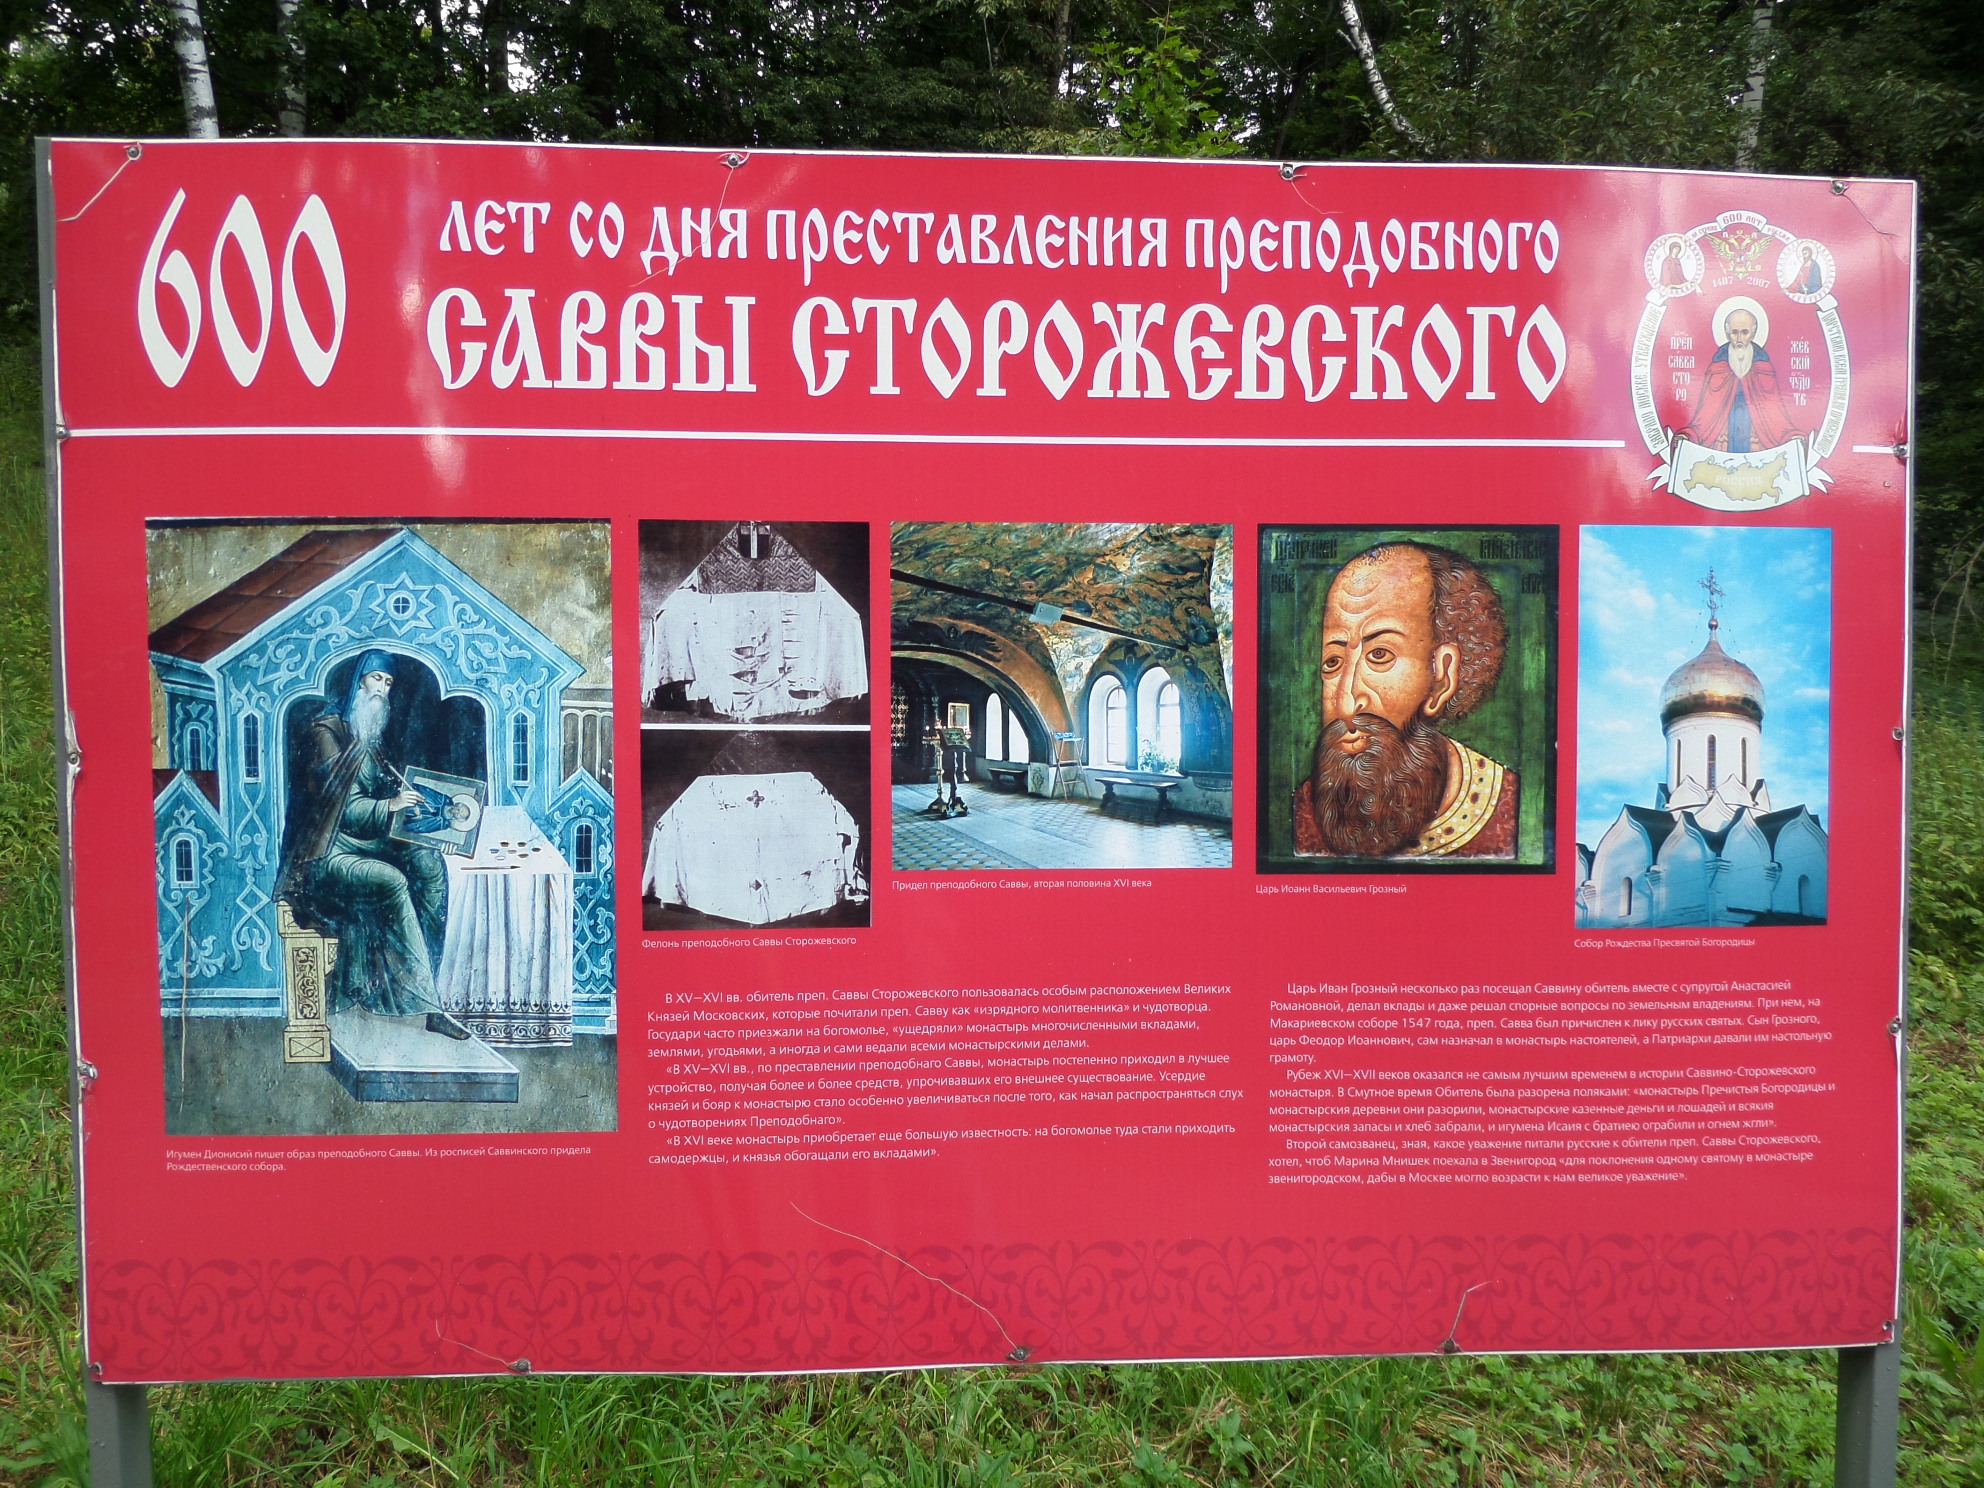 600
ЛЕТ СО ДНЯ ПРЕСТАВЛЕНИЯ ПРЕПОДОБНОГО
САВВЫ СТОРОЖЕВСКОГО
600 ЛЕТ
1407 2007
ПРЕП
САВВА
СТО
РО
ЖЕВ
СКИЙ
ЧУДО
ТВ
РОССИЯ
Игумен Дионисий пишет образ преподобного Саввы. Из росписей Саввинского придела
Рождественского собора.
Фелонь преподобного Саввы Сторожевского
Придел преподобного Саввы, вторая половина XVI века
Царь Иоанн Васильевич Грозный
Собор Рождества Пресвятой Богородицы
В XV–XVI вв. обитель преп. Саввы Сторожевского пользовалась особым расположением Великих
Князей Московских, которые почитали преп. Савву как «изрядного молитвенника» и чудотворца.
Государи часто приезжали на богомолье, «ущедряли» монастырь многочисленными вкладами,
землями, угодьями, а иногда и сами ведали всеми монастырскими делами.
«В XV–XVI вв., по преставлении преподобнаго Саввы, монастырь постепенно приходил в лучшее
устройство, получая более и более средств, упрочивавших его внешнее существование. Усердие
князей и бояр к монастырю стало особенно увеличиваться после того, как начал распространяться слух
о чудотворениях Преподобнаго».
«В XVI веке монастырь приобретает еще большую известность: на богомолье туда стали приходить
самодержцы, и князья обогащали его вкладами».
Царь Иван Грозный несколько раз посещал Саввину обитель вместе с супругой Анастасией
Романовной, делал вклады и даже решал спорные вопросы по земельным владениям. При нем, на
Макариевском соборе 1547 года, преп. Савва был причислен к лику русских святых. Сын Грозного,
царь Феодор Иоаннович, сам назначал в монастырь настоятелей, а Патриархи давали им настольную
грамоту.
Рубеж XVI–XVII веков оказался не самым лучшим временем в истории Саввино-Сторожевского
монастыря. В Смутное время Обитель была разорена поляками: «монастырь Пречистыя Богородицы и
монастырския деревни они разорили, монастырские казенные деньги и лошадей и всякия
монастырския запасы и хлеб забрали, и игумена Исаия с братиею ограбили и огнем жгли».
Второй самозванец, зная, какое уважение питали русские к обители преп. Саввы Сторожевского,
хотел, чтоб Марина Мнишек поехала в Звенигород «для поклонения одному святому в монастыре
звенигородском, дабы в Москве могло возрасти к нам великое уважение».